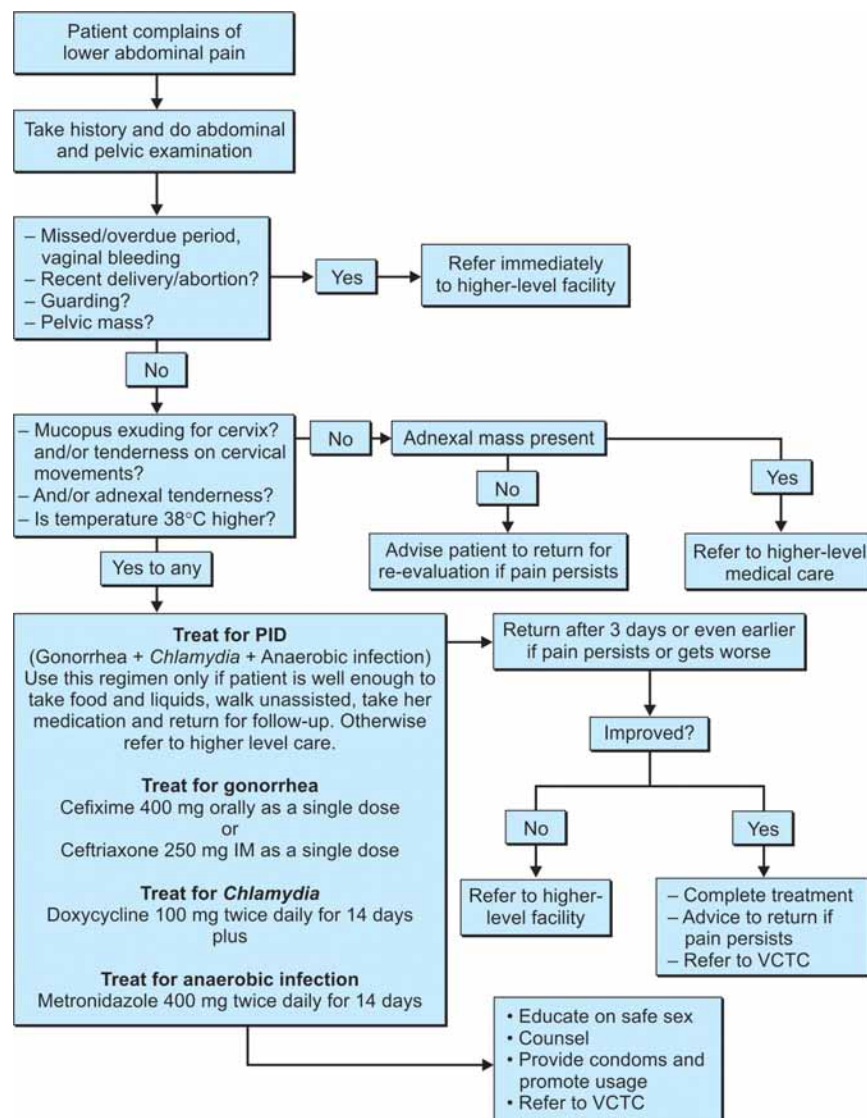 Patient complains of
lower abdominal pain
Take history and do abdominal
and pelvic examination
– Missed/overdue period,
vaginal bleeding
– Recent delivery/abortion?
– Guarding?
– Pelvic mass?
Yes
Refer immediately
to higher-level facility
No
– Mucopus exuding for cervix?
and/or tenderness on cervical
movements?
– And/or adnexal tenderness?
– Is temperature 38°C higher?
No
Adnexal mass present
No
Yes
Advise patient to return for
re-evaluation if pain persists
Refer to higher-level
medical care
Yes to any
Treat for PID
(Gonorrhea + Chlamydia + Anaerobic infection)
Use this regimen only if patient is well enough
to take food and liquids, walk unassisted, take her
medication and return for follow-up. Otherwise
refer to higher level care.
Treat for gonorrhea
Cefixime 400 mg orally as a single dose
or
Ceftriaxone 250 mg IM as a single dose
Treat for Chlamydia
Doxycycline 100 mg twice daily for 14 days
plus
Treat for anaerobic infection
Metronidazole 400 mg twice daily for 14 days
Return after 3 days or even earlier
if pain persists or gets worse
Improved?
No
Yes
Refer to higher-
level facility
– Complete treatment
– Advice to return if
pain persists
– Refer to VCTC
• Educate on safe sex
• Counsel
• Provide condoms and
promote usage
• Refer to VCTC